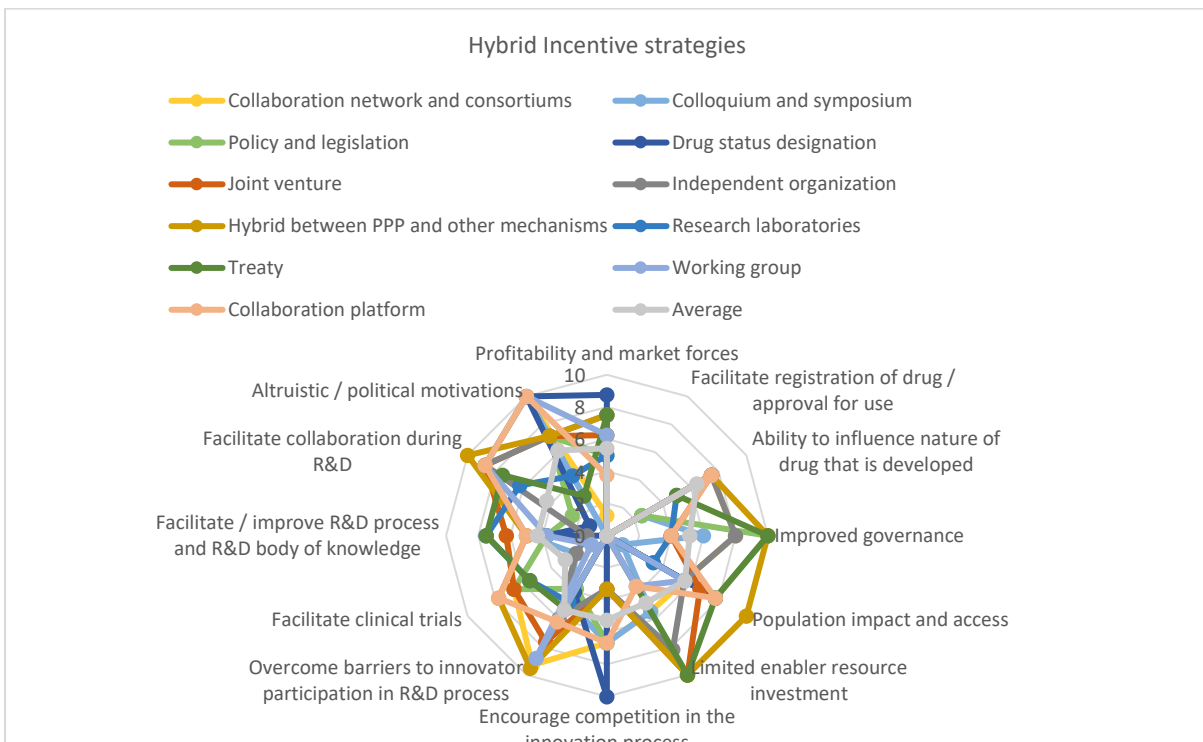 Hybrid Incentive strategies
Collaboration network and consortiums
Colloquium and symposium
Policy and legislation
Drug status designation
Joint venture
Independent organization
Hybrid between PPP and other mechanisms
Research laboratories
Treaty
Working group
Collaboration platform
Average
Profitability and market forces
10
8
6
4
2
0
Facilitate registration of drug /
approval for use
Ability to influence nature of
drug that is developed
Improved governance
Population impact and access
Limited enabler resource
investment
Encourage competition in the
innovation process
Overcome barriers to innovator
participation in R&D process
Facilitate clinical trials
Facilitate / improve R&D process
and R&D body of knowledge
Facilitate collaboration during
R&D
Altruistic / political motivations